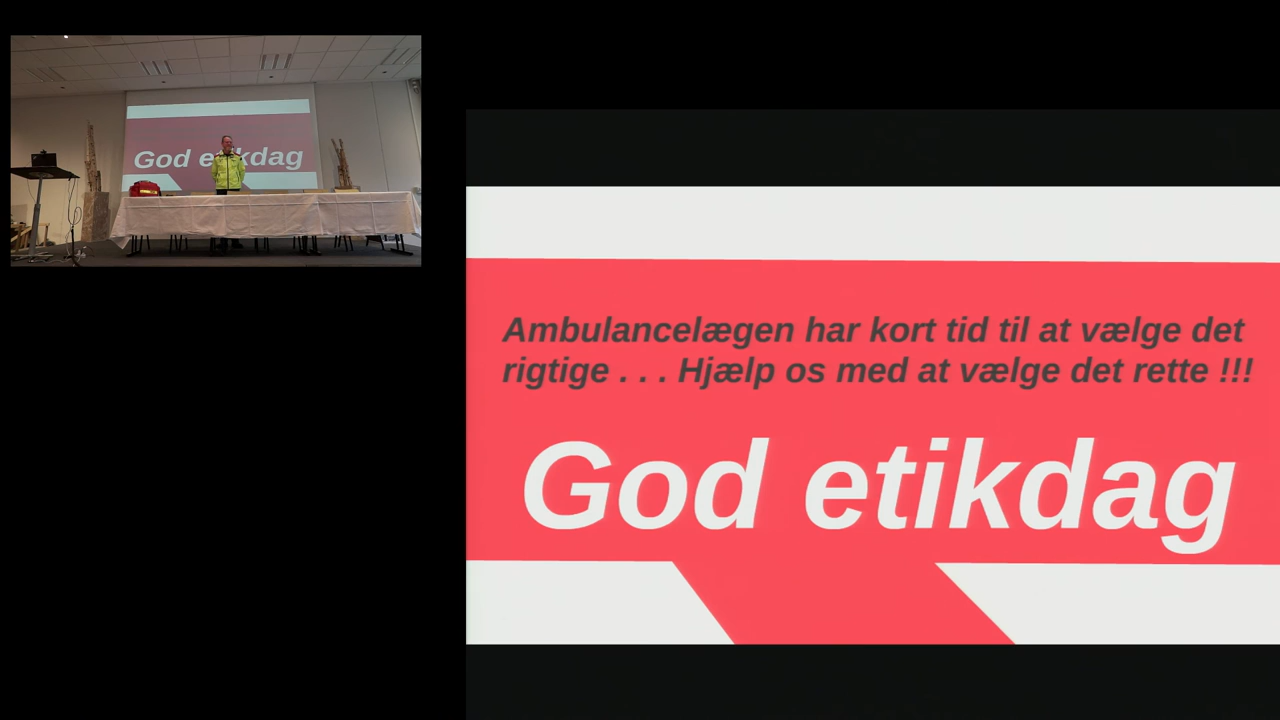 God etikdag
Ambulancelægen har kort tid til at vælge det
rigtige . . . Hjælp os med at vælge det rette !!!
God etikdag